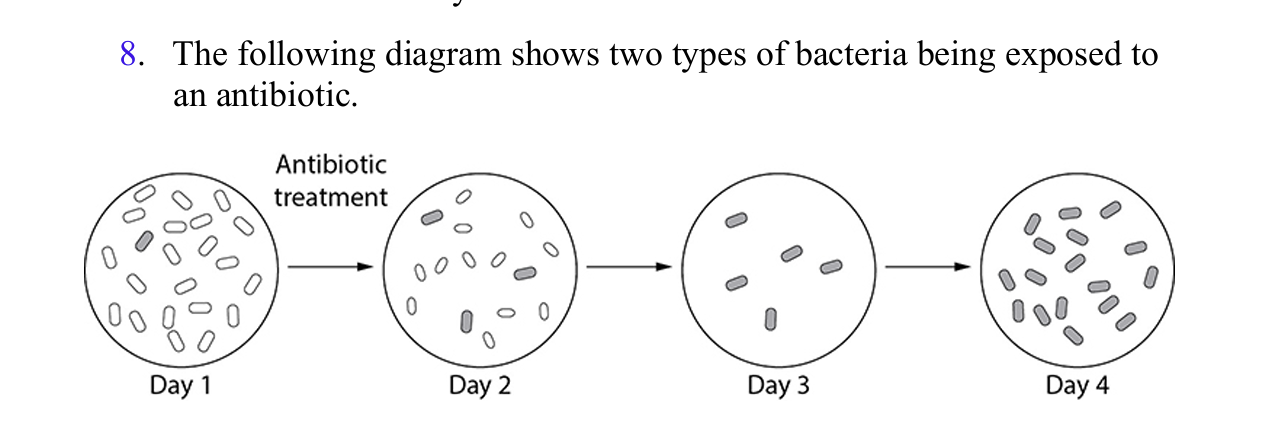 8. The following diagram shows two types of bacteria being exposed to
an antibiotic.
Antibiotic
treatment
Day 1
Day 2
Day 3
Day 4